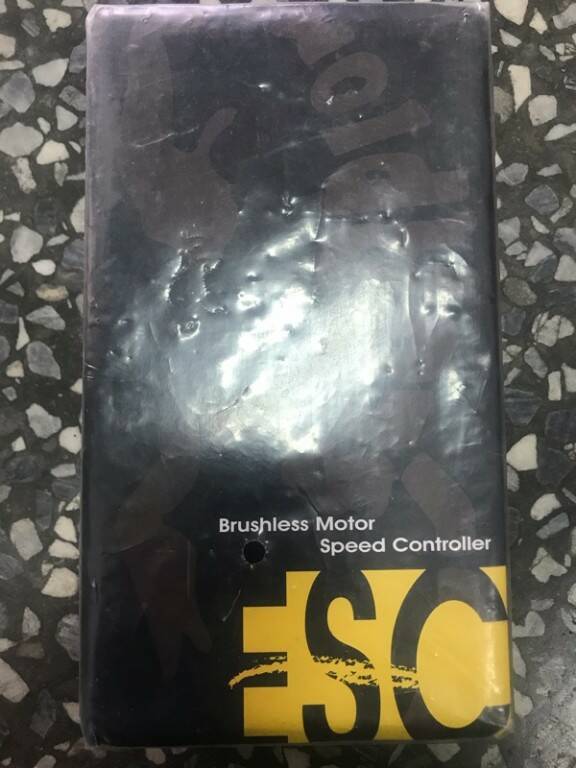 Brushless Motor
Speed Controller
ESC